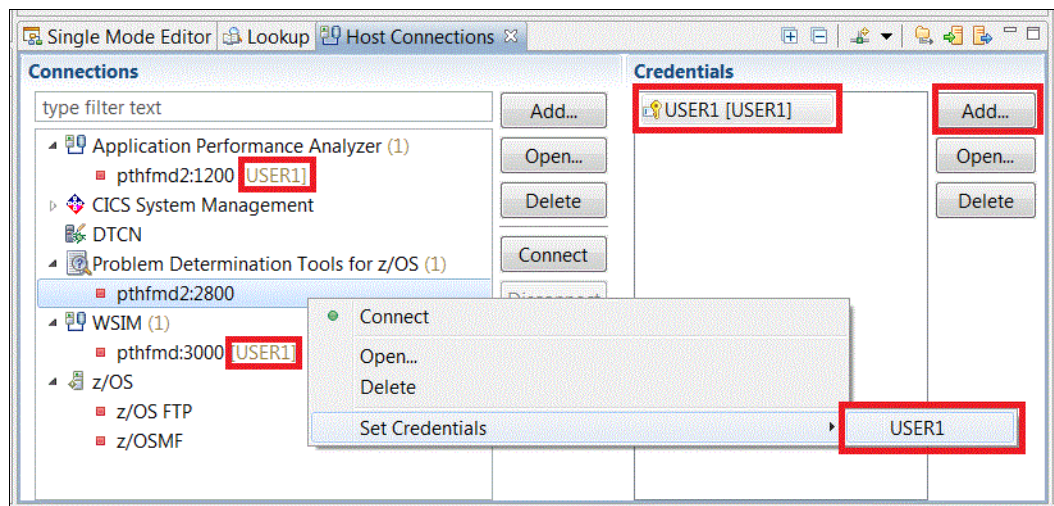 Single Mode Editor Lookup Host Connections
Connections
Credentials
type filter text
Add...
USER1 [USER1]
Add...
Application Performance Analyzer (1)
Open...
Open...
pthfmd2:1200 [USER1]
CICS System Management
Delete
Delete
DTCN
Problem Determination Tools for z/OS (1)
Connect
pthfmd2:2800
Disconnect
WSIM (1)
Connect
pthfmd:3000 [USER1]
Open...
z/OS
Delete
z/OS FTP
Set Credentials
USER1
z/OSMF